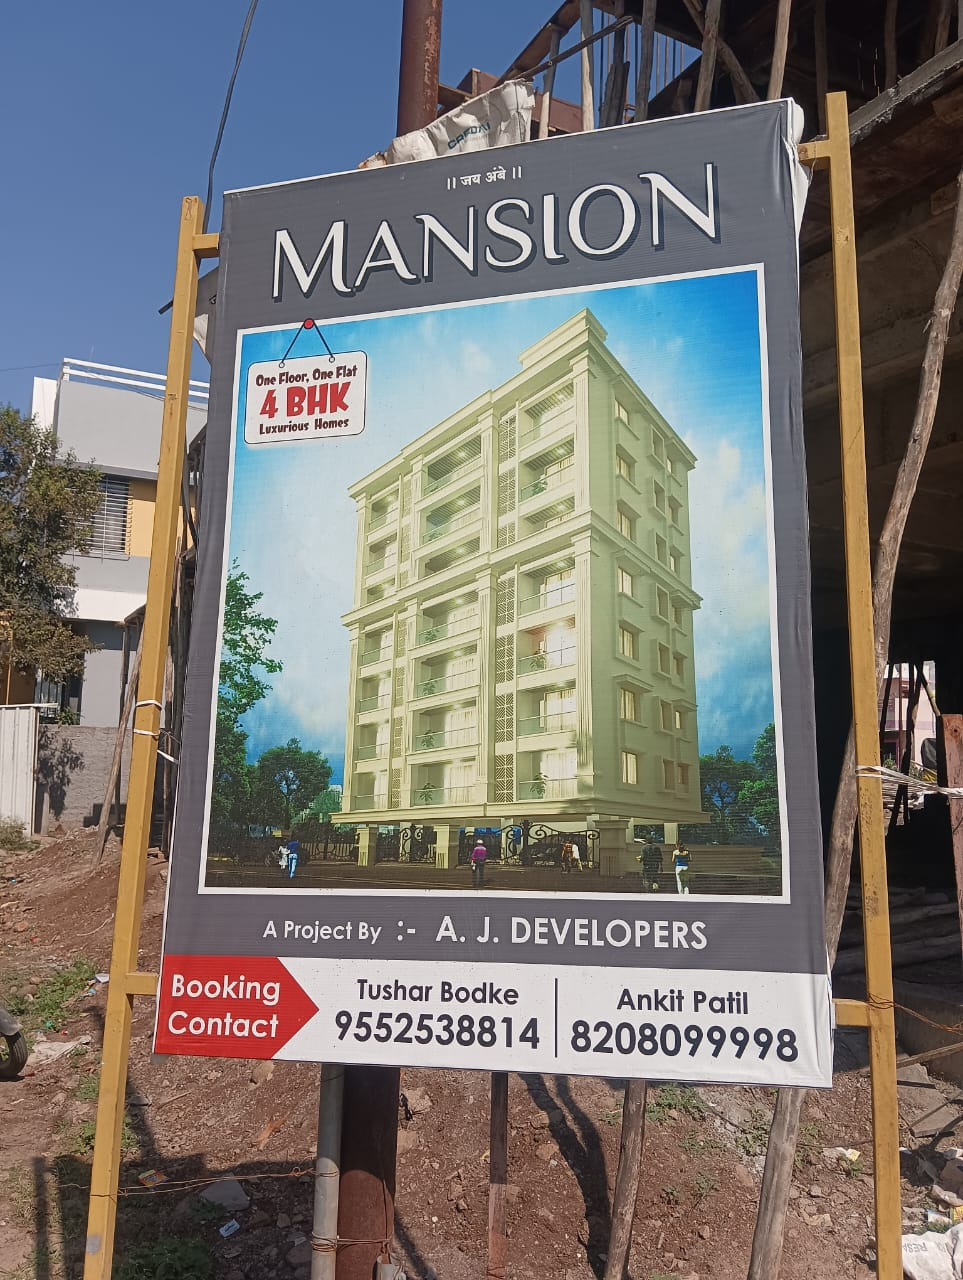 ।। जय अंबे ।।
MANSION
One Floor, One Flat
4 BHK
Luxurious Homes
A Project By :- A. J. DEVELOPERS
Booking
Contact
Tushar Bodke
9552538814
Ankit Patil
8208099998